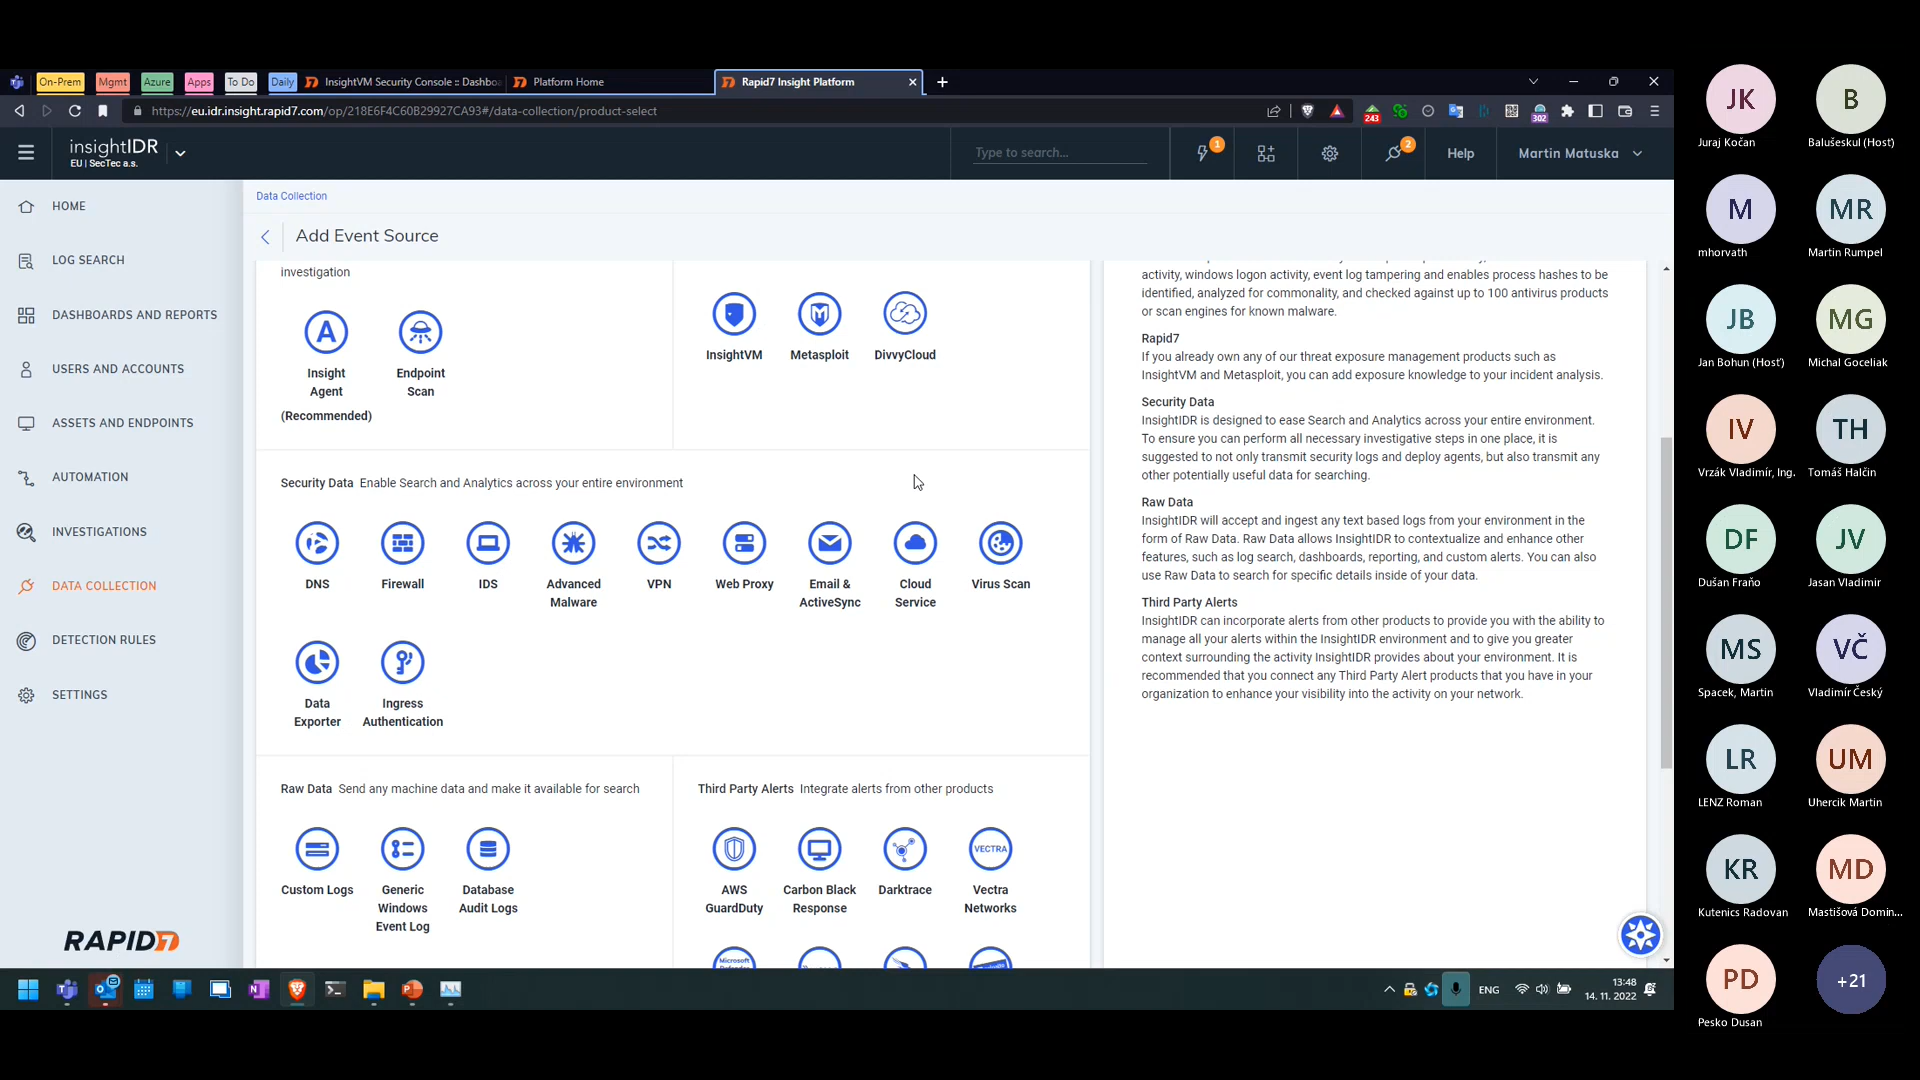 On-Prem
Mgmt
Azure
Apps
To Do
Daily
InsightVM Security Console :: Dashboa
Platform Home
Rapid7 Insight Platform
https://eu.idr.insight.rapid7.com/op/218E6F4C60B29927CA93#/data-collection/product-select
243
302
insightIDR
EU | SecTec a.s.
Type to search...
1
2
Help
Martin Matuska
HOME
LOG SEARCH
DASHBOARDS AND REPORTS
USERS AND ACCOUNTS
ASSETS AND ENDPOINTS
AUTOMATION
INVESTIGATIONS
DATA COLLECTION
DETECTION RULES
SETTINGS
RAPID7
Data Collection
Add Event Source
investigation
Insight
Agent
(Recommended)
Endpoint
Scan
InsightVM
Metasploit
DivvyCloud
Security Data Enable Search and Analytics across your entire environment
DNS
Firewall
IDS
Advanced
Malware
VPN
Web Proxy
Email &
ActiveSync
Cloud
Service
Virus Scan
Data
Exporter
Ingress
Authentication
Raw Data Send any machine data and make it available for search
Custom Logs
Generic
Windows
Event Log
Database
Audit Logs
Third Party Alerts Integrate alerts from other products
AWS
GuardDuty
Carbon Black
Response
Darktrace
VECTRA
Vectra
Networks
Microsoft
activity, windows logon activity, event log tampering and enables process hashes to be
identified, analyzed for commonality, and checked against up to 100 antivirus products
or scan engines for known malware.
Rapid7
If you already own any of our threat exposure management products such as
InsightVM and Metasploit, you can add exposure knowledge to your incident analysis.
Security Data
InsightIDR is designed to ease Search and Analytics across your entire environment.
To ensure you can perform all necessary investigative steps in one place, it is
suggested to not only transmit security logs and deploy agents, but also transmit any
other potentially useful data for searching.
Raw Data
InsightIDR will accept and ingest any text based logs from your environment in the
form of Raw Data. Raw Data allows InsightIDR to contextualize and enhance other
features, such as log search, dashboards, reporting, and custom alerts. You can also
use Raw Data to search for specific details inside of your data.
Third Party Alerts
InsightIDR can incorporate alerts from other products to provide you with the ability to
manage all your alerts within the InsightIDR environment and to give you greater
context surrounding the activity InsightIDR provides about your environment. It is
recommended that you connect any Third Party Alert products that you have in your
organization to enhance your visibility into the activity on your network.
ENG
13:48
14. 11. 2022
JK
Juraj Kočan
B
Balušeskul (Hosť)
M
mhorvath
MR
Martin Rumpel
JB
Jan Bohun (Hosť)
MG
Michal Goceliak
IV
Vrzák Vladimír, Ing.
TH
Tomáš Halčin
DF
Dušan Fraňo
JV
Jasan Vladimir
MS
Spacek, Martin
VČ
Vladimír Český
LR
LENZ Roman
UM
Uhercik Martin
KR
Kutenics Radovan
MD
Mastišová Domin...
PD
Pesko Dusan
+21